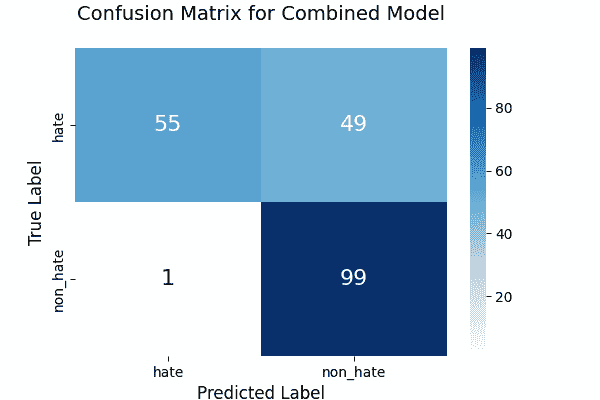 Confusion Matrix for Combined Model
hate
55
49
non_hate
1
99
True Label
hate
non_hate
Predicted Label
80
60
40
20